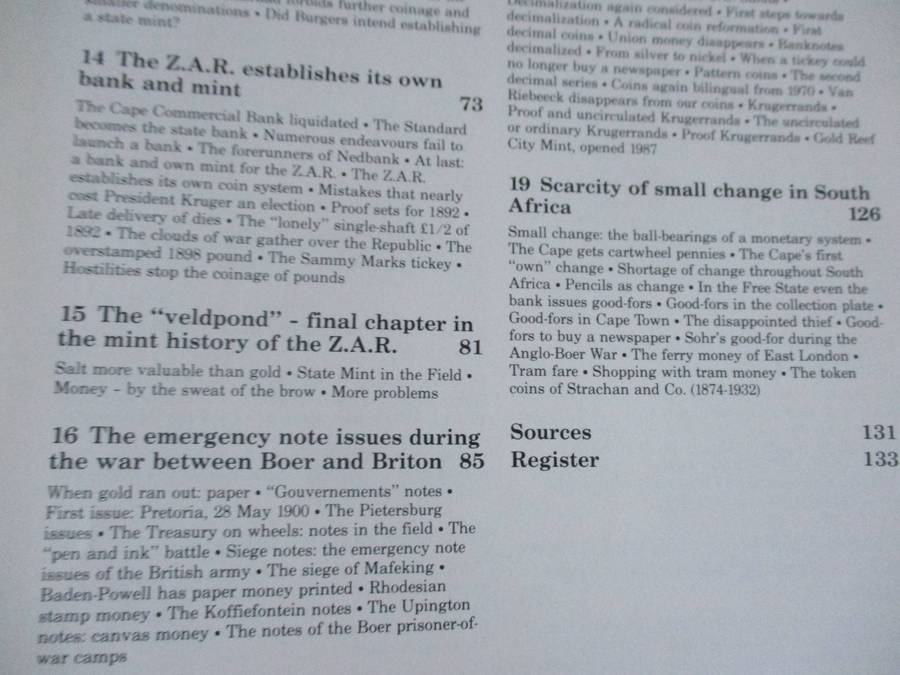 smaller denominations • Did Burgers intend establishing
a state mint?
14 The Z.A.R. establishes its own
bank and mint 73
The Cape Commercial Bank liquidated • The Standard
becomes the state bank • Numerous endeavours fail to
launch a bank • The forerunners of Nedbank • At last:
a bank and own mint for the Z.A.R. • The Z.A.R.
establishes its own coin system • Mistakes that nearly
cost President Kruger an election • Proof sets for 1892 •
Late delivery of dies • The “lonely” single-shaft £1/2 of
1892 • The clouds of war gather over the Republic • The
overstamped 1898 pound • The Sammy Marks tickey •
Hostilities stop the coinage of pounds
15 The “veldpond” - final chapter in
the mint history of the Z.A.R. 81
Salt more valuable than gold • State Mint in the Field •
Money – by the sweat of the brow • More problems
16 The emergency note issues during
the war between Boer and Briton 85
When gold ran out: paper • “Gouvernements” notes •
First issue: Pretoria, 28 May 1900 • The Pietersburg
issues • The Treasury on wheels: notes in the field • The
“pen and ink” battle • Siege notes: the emergency note
issues of the British army • The siege of Mafeking •
Baden-Powell has paper money printed • Rhodesian
stamp money • The Koffiefontein notes • The Upington
notes: canvas money • The notes of the Boer prisoner-of-
war camps
Decimalization again considered • First steps towards
decimalization • A radical coin reformation • First
decimal coins • Union money disappears • Banknotes
decimalized • From silver to nickel • When a tickey could
no longer buy a newspaper • Pattern coins • The second
decimal series • Coins again bilingual from 1970 • Van
Riebeeck disappears from our coins • Krugerrands •
Proof and uncirculated Krugerrands • The uncirculated
or ordinary Krugerrands • Proof Krugerrands • Gold Reef
City Mint, opened 1987
19 Scarcity of small change in South
Africa 126
Small change: the ball-bearings of a monetary system •
The Cape gets cartwheel pennies • The Cape's first
“own” change • Shortage of change throughout South
Africa • Pencils as change • In the Free State even the
bank issues good-fors • Good-fors in the collection plate •
Good-fors in Cape Town • The disappointed thief • Good-
fors to buy a newspaper • Sohr's good-for during the
Anglo-Boer War • The ferry money of East London •
Tram fare • Shopping with tram money • The token
coins of Strachan and Co. (1874-1932)
Sources 131
Register 133